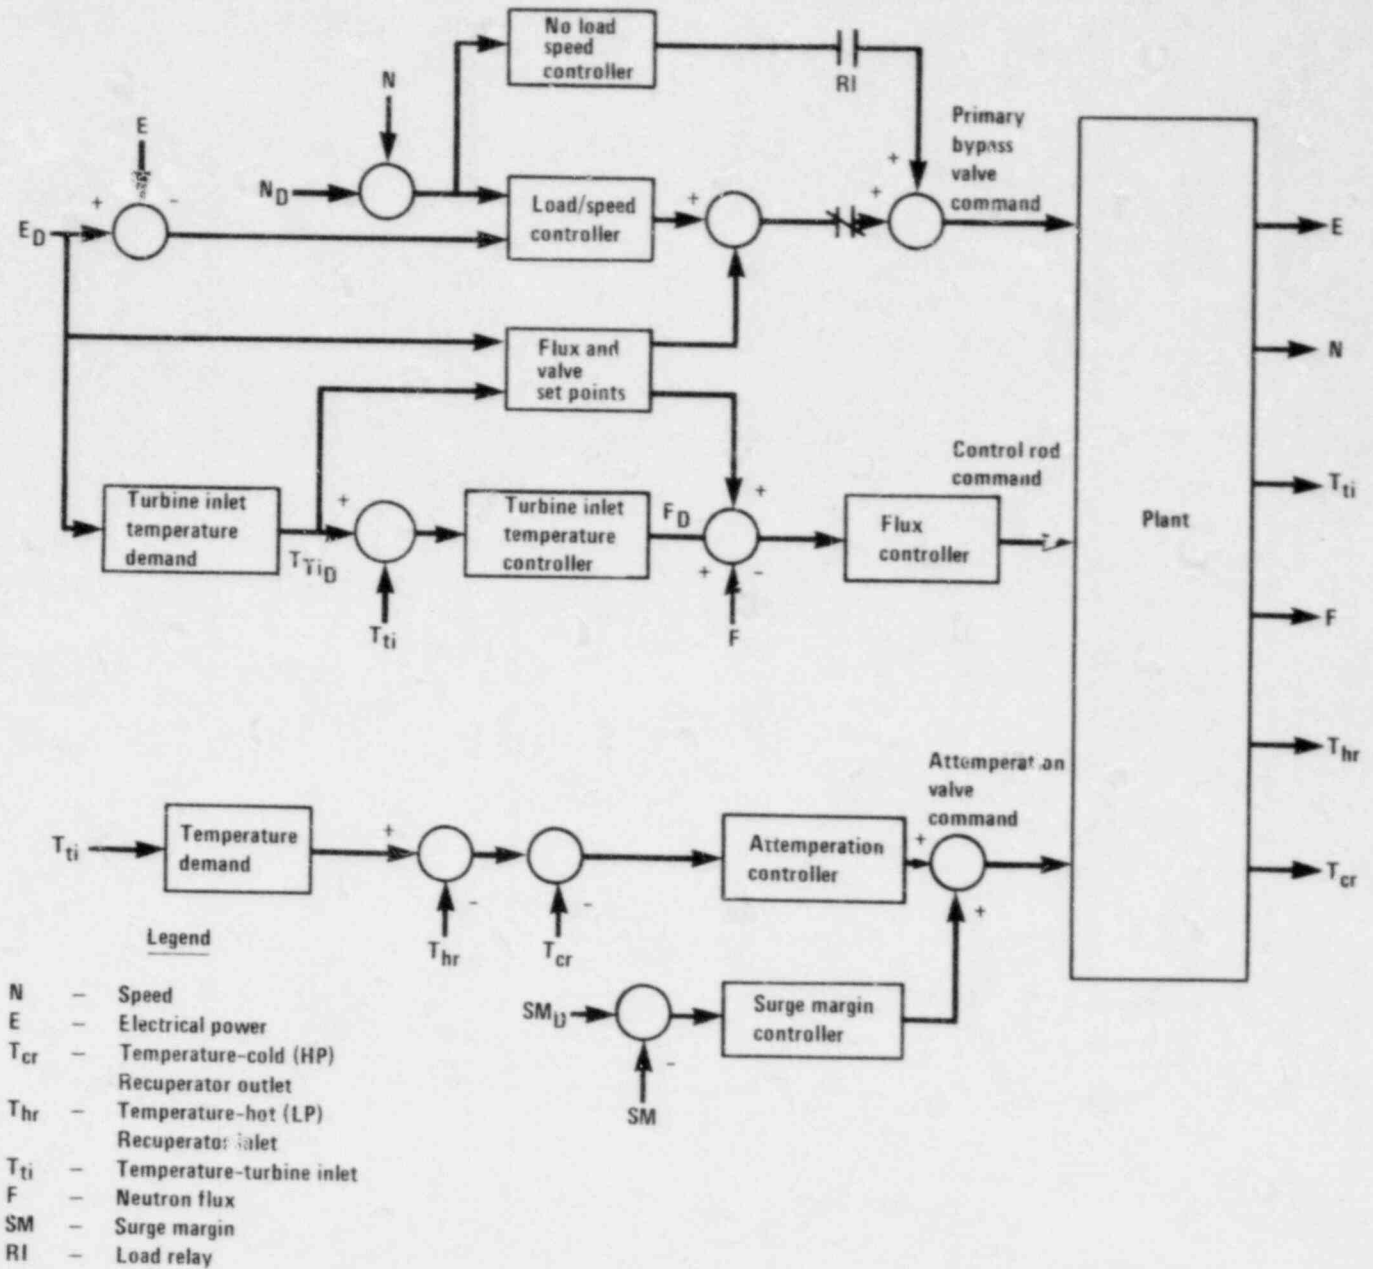 No load
speed
controller
RI
N
E
N_D
+
-
E_D
+
Load/speed
controller
+
+
+
Primary
bypass
valve
command
Flux and
valve
set points
Turbine inlet
temperature
demand
T_Ti_D
+
T_ti
Turbine inlet
temperature
controller
F_D
+
+
-
F
Flux
controller
Control rod
command
Plant
E
N
T_ti
F
T_hr
T_cr
T_ti
Temperature
demand
+
-
T_hr
-
T_cr
Attemperation
controller
+
+
valve
command
SM_D
-
SM
Surge margin
controller
Legend
N – Speed
E – Electrical power
T_cr – Temperature-cold (HP)
Recuperator outlet
T_hr – Temperature-hot (LP)
Recuperator inlet
T_ti – Temperature-turbine inlet
F – Neutron flux
SM – Surge margin
RI – Load relay